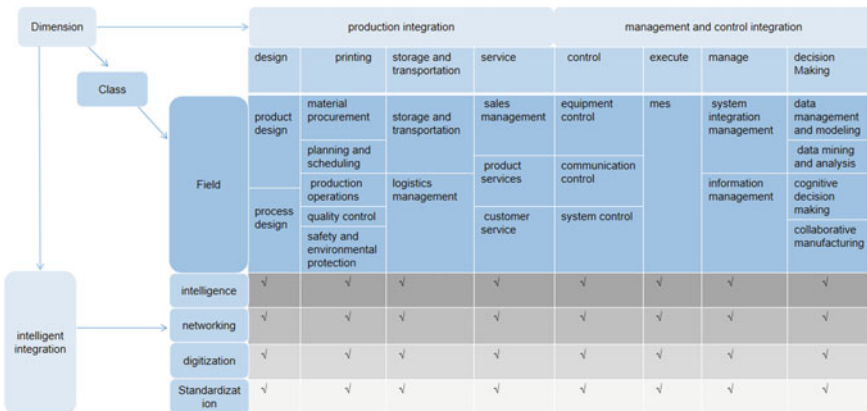 Dimension
production integration
management and control integration
design
printing
storage and
transportation
service
control
execute
manage
decision
Making
Class
Field
product
design
process
design
material
procurement
planning and
scheduling
production
operations
quality control
safety and
environmental
protection
storage and
transportation
logistics
management
sales
management
product
services
customer
service
equipment
control
communication
control
system control
mes
system
integration
management
information
management
data
management
and modeling
data mining
and analysis
cognitive
decision
making
collaborative
manufacturing
intelligent
integration
intelligence
√ √ √ √ √ √ √ √
networking
√ √ √ √ √ √ √ √
digitization
√ √ √ √ √ √ √ √
Standardizat
ion
√ √ √ √ √ √ √ √